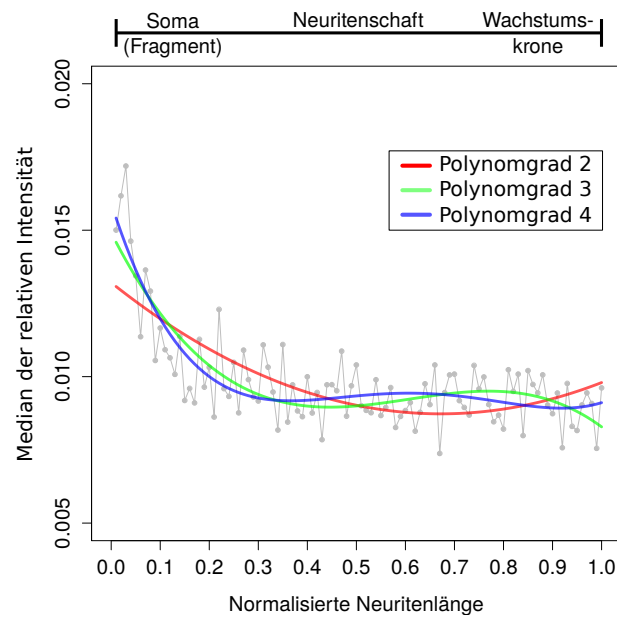 Soma Neuritenschaft Wachstums-
(Fragment) krone
0.020
0.015
0.010
0.005
Median der relativen Intensität
Polynomgrad 2
Polynomgrad 3
Polynomgrad 4
0.0 0.1 0.2 0.3 0.4 0.5 0.6 0.7 0.8 0.9 1.0
Normalisierte Neuritenlänge